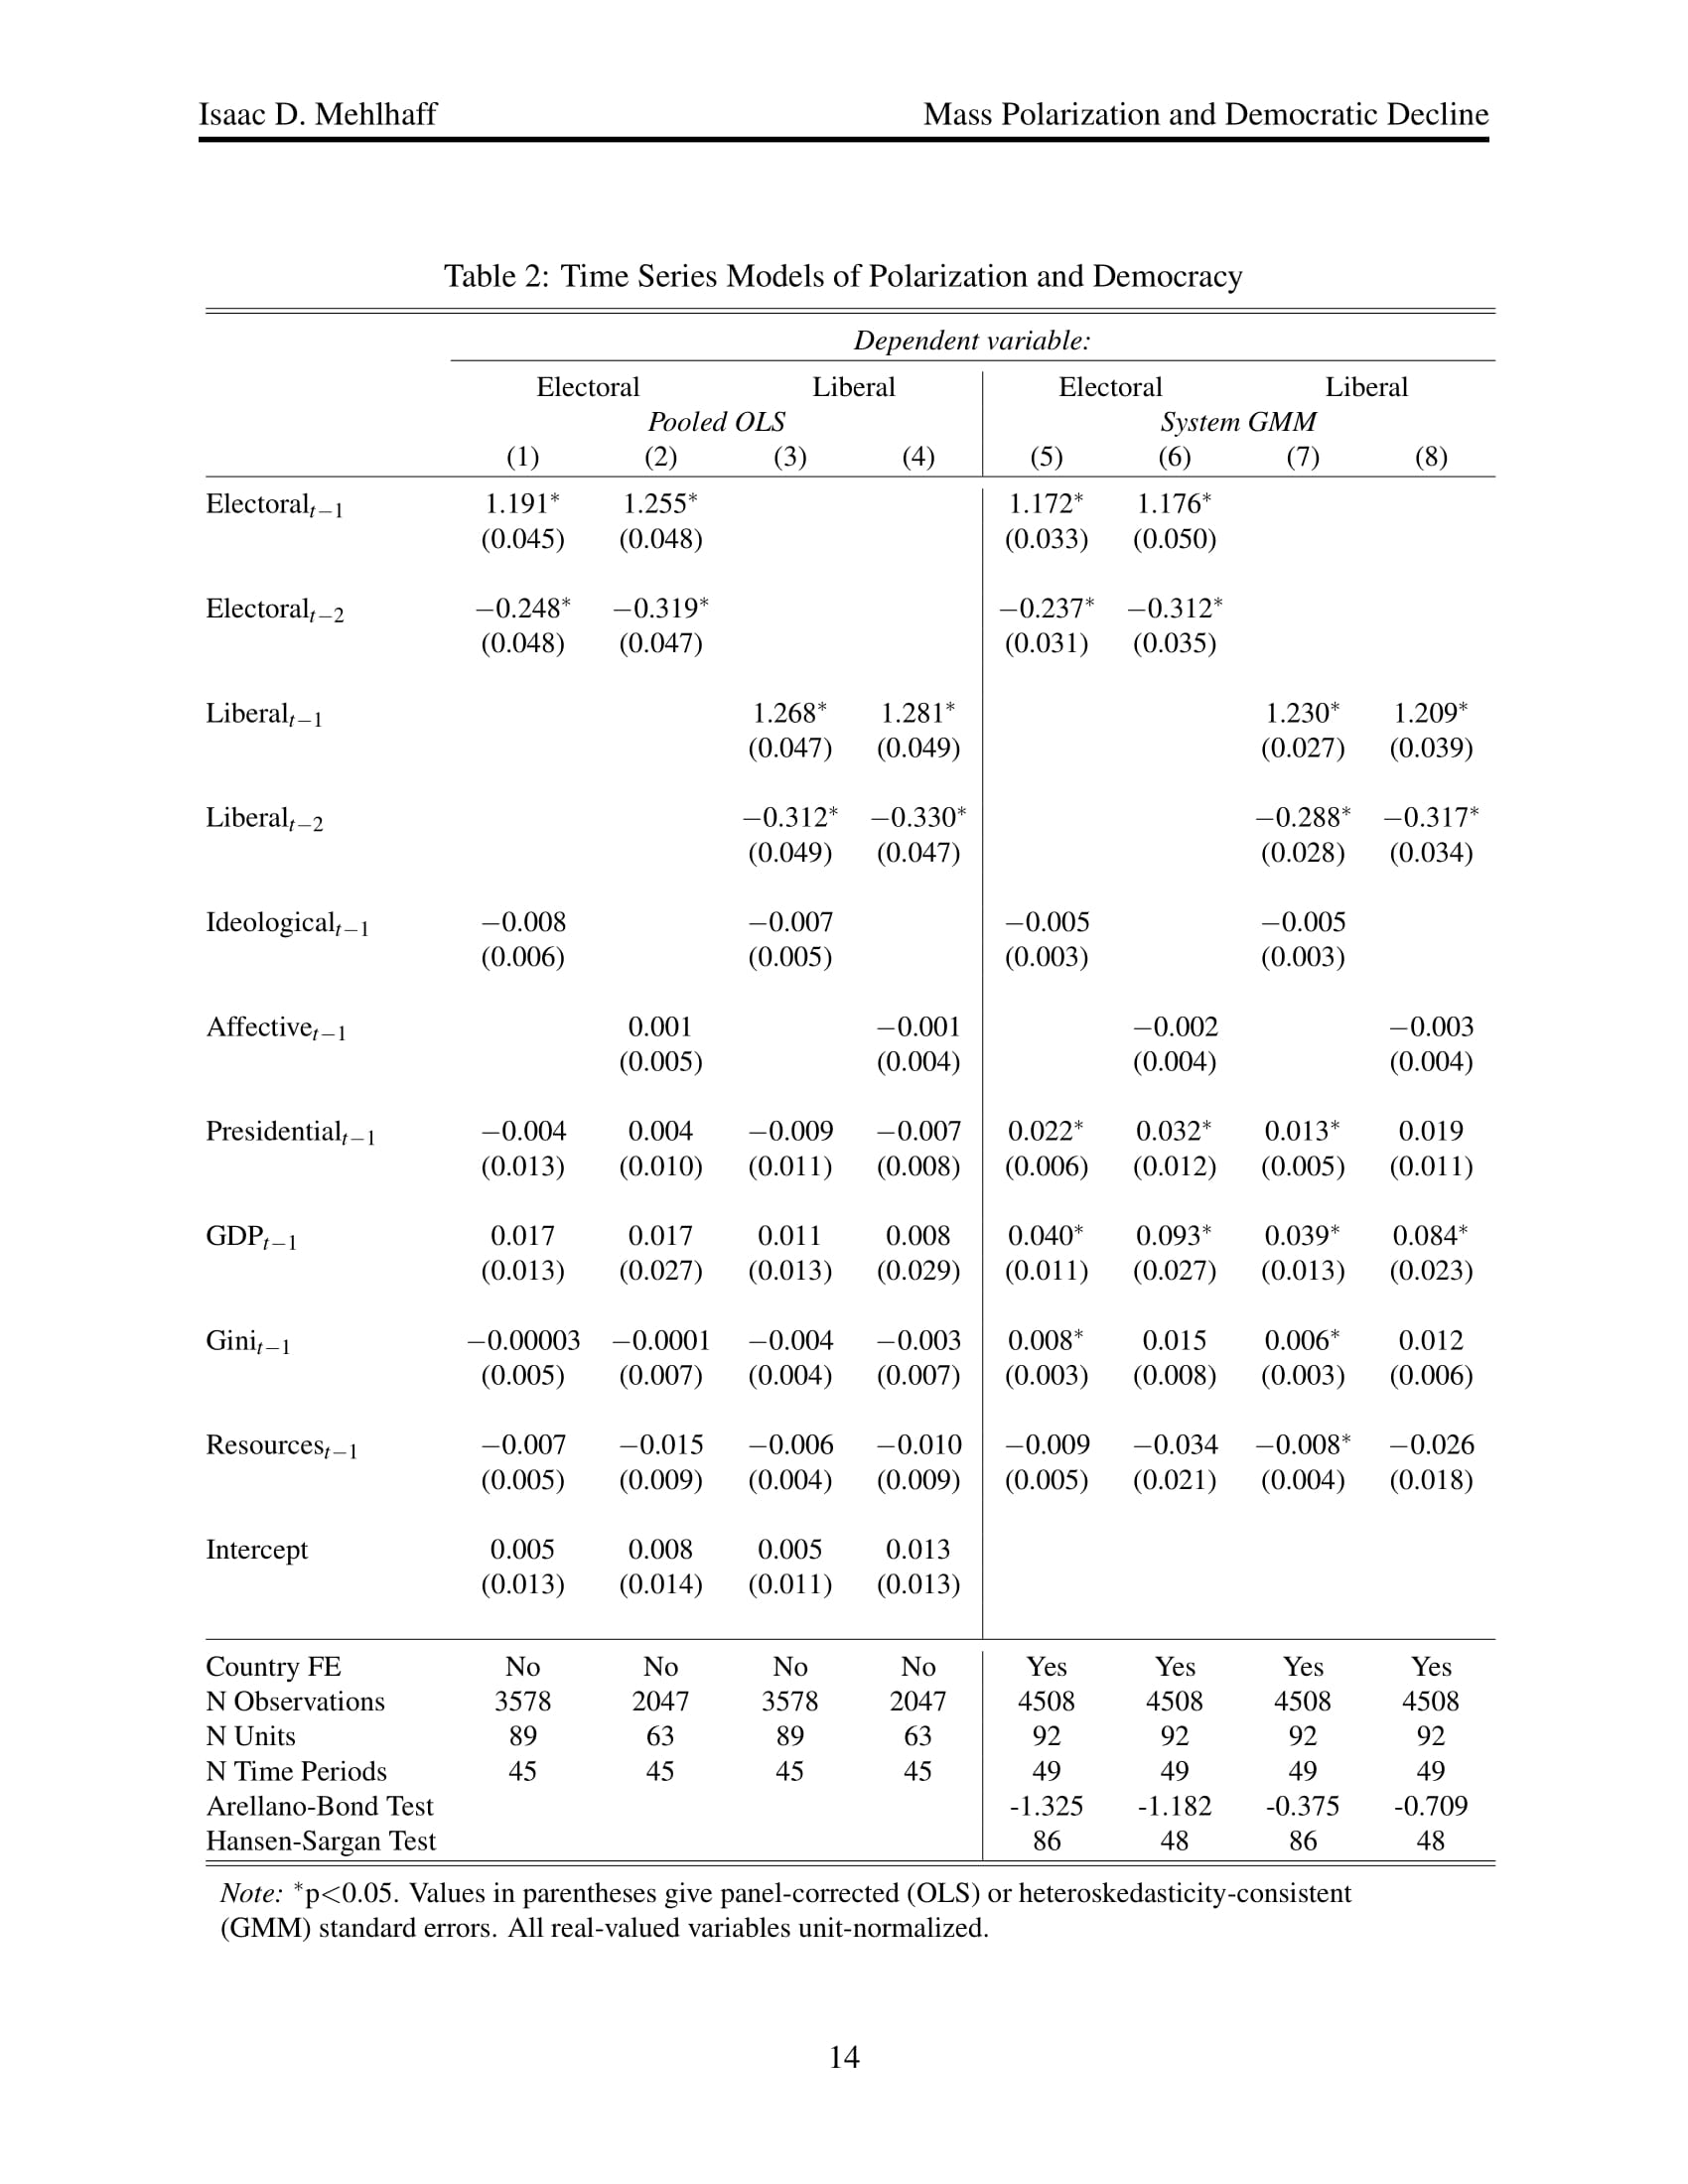 Isaac D. Mehlhaff Mass Polarization and Democratic Decline
Table 2: Time Series Models of Polarization and Democracy
Dependent variable:
Electoral Liberal Electoral Liberal
Pooled OLS System GMM
(1) (2) (3) (4) (5) (6) (7) (8)
Electoral t−1 1.191* 1.255* 1.172* 1.176*
(0.045) (0.048) (0.033) (0.050)
Electoral t−2 −0.248* −0.319* −0.237* −0.312*
(0.048) (0.047) (0.031) (0.035)
Liberal t−1 1.268* 1.281* 1.230* 1.209*
(0.047) (0.049) (0.027) (0.039)
Liberal t−2 −0.312* −0.330* −0.288* −0.317*
(0.049) (0.047) (0.028) (0.034)
Ideological t−1 −0.008 −0.007 −0.005 −0.005
(0.006) (0.005) (0.003) (0.003)
Affective t−1 0.001 −0.001 −0.002 −0.003
(0.005) (0.004) (0.004) (0.004)
Presidential t−1 −0.004 0.004 −0.009 −0.007 0.022* 0.032* 0.013* 0.019
(0.013) (0.010) (0.011) (0.008) (0.006) (0.012) (0.005) (0.011)
GDP t−1 0.017 0.017 0.011 0.008 0.040* 0.093* 0.039* 0.084*
(0.013) (0.027) (0.013) (0.029) (0.011) (0.027) (0.013) (0.023)
Gini t−1 −0.00003 −0.0001 −0.004 −0.003 0.008* 0.015 0.006* 0.012
(0.005) (0.007) (0.004) (0.007) (0.003) (0.008) (0.003) (0.006)
Resources t−1 −0.007 −0.015 −0.006 −0.010 −0.009 −0.034 −0.008* −0.026
(0.005) (0.009) (0.004) (0.009) (0.005) (0.021) (0.004) (0.018)
Intercept 0.005 0.008 0.005 0.013
(0.013) (0.014) (0.011) (0.013)
Country FE No No No No Yes Yes Yes Yes
N Observations 3578 2047 3578 2047 4508 4508 4508 4508
N Units 89 63 89 63 92 92 92 92
N Time Periods 45 45 45 45 49 49 49 49
Arellano-Bond Test -1.325 -1.182 -0.375 -0.709
Hansen-Sargan Test 86 48 86 48
Note: *p<0.05. Values in parentheses give panel-corrected (OLS) or heteroskedasticity-consistent
(GMM) standard errors. All real-valued variables unit-normalized.
14